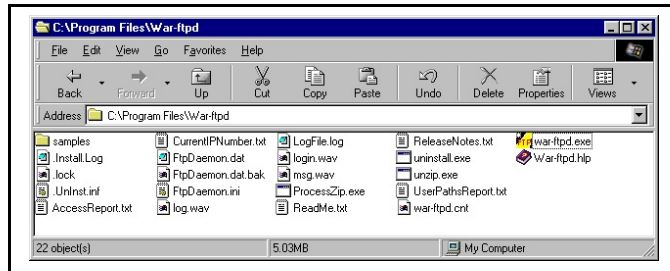 C:\Program Files\War-ftpd
File Edit View Go Favorites Help
Back Forward Up Cut Copy Paste Undo Delete Properties Views
Address C:\Program Files\War-ftpd
samples CurrentIPNumber.txt LogFile.log ReleaseNotes.txt war-ftpd.exe
.Install.Log FtpDaemon.dat login.wav uninstall.exe War-ftpd.hlp
.lock FtpDaemon.dat.bak msg.wav unzip.exe
.UnInst.inf FtpDaemon.ini ProcessZip.exe UserPathsReport.txt
AccessReport.txt log.wav ReadMe.txt war-ftpd.cnt
22 object(s) 5.03MB My Computer